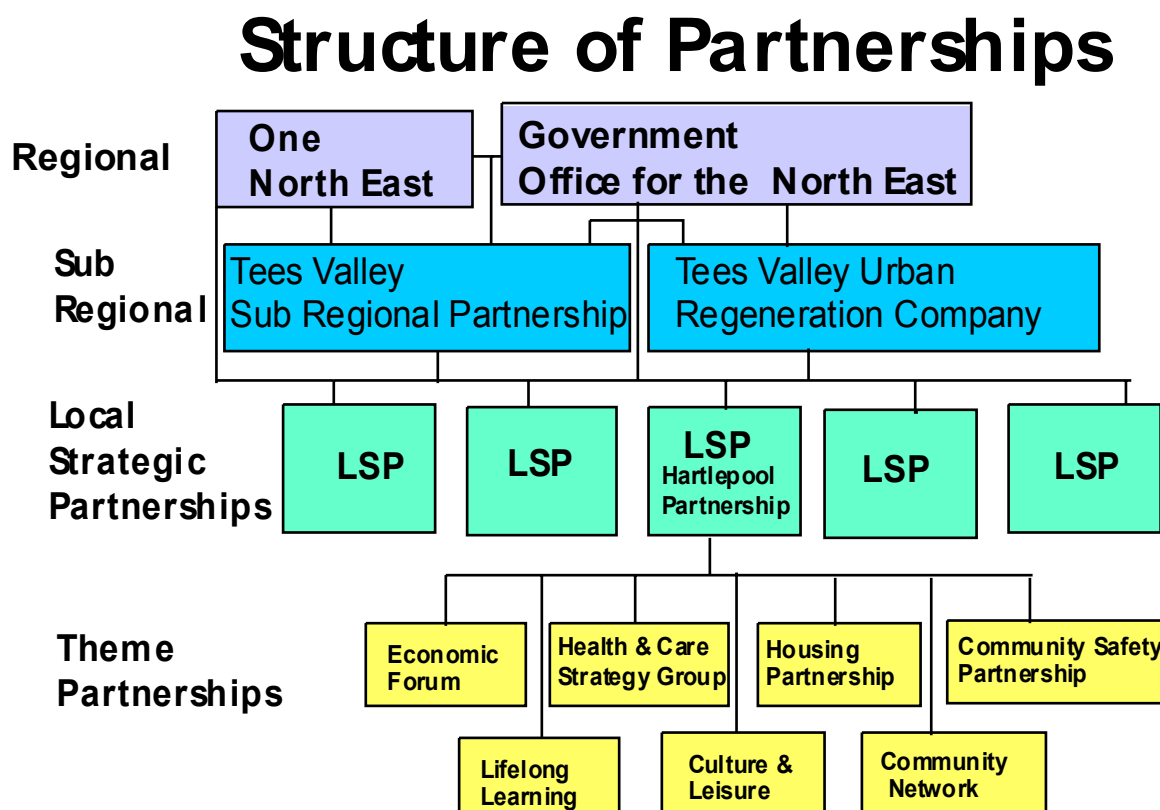 Structure of Partnerships
Regional
One
North East
Government
Office for the North East
Sub
Regional
Tees Valley
Sub Regional Partnership
Tees Valley Urban
Regeneration Company
Local
Strategic
Partnerships
LSP
LSP
LSP
Hartlepool
Partnership
LSP
LSP
Theme
Partnerships
Economic
Forum
Health & Care
Strategy Group
Housing
Partnership
Community Safety
Partnership
Lifelong
Learning
Culture &
Leisure
Community
Network